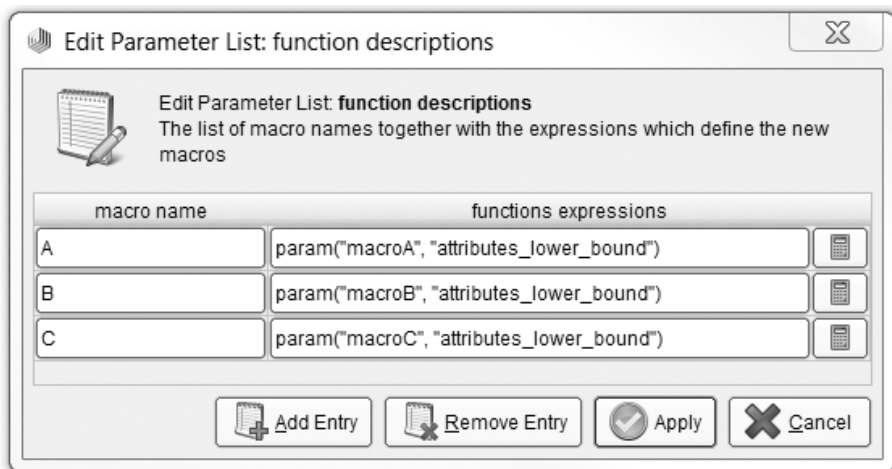 Edit Parameter List: function descriptions
Edit Parameter List: function descriptions
The list of macro names together with the expressions which define the new
macros
macro name functions expressions
A param("macroA", "attributes_lower_bound")
B param("macroB", "attributes_lower_bound")
C param("macroC", "attributes_lower_bound")
Add Entry Remove Entry Apply Cancel